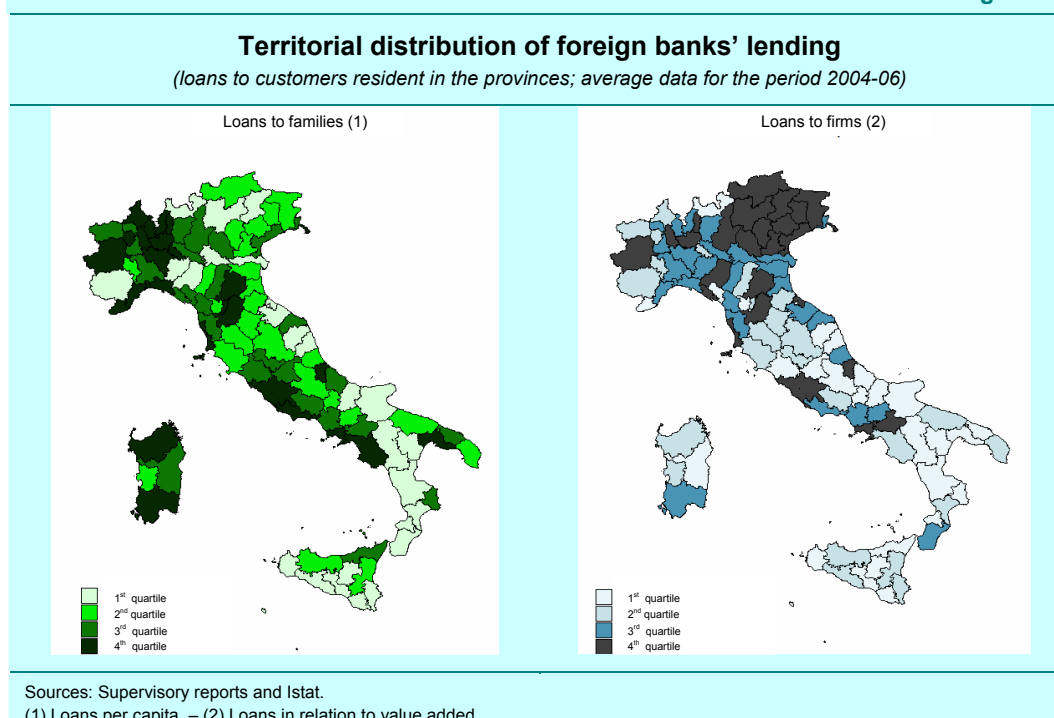 Territorial distribution of foreign banks’ lending
(loans to customers resident in the provinces; average data for the period 2004-06)
Loans to families (1)
1st quartile
2nd quartile
3rd quartile
4th quartile
Loans to firms (2)
1st quartile
2nd quartile
3rd quartile
4th quartile
Sources: Supervisory reports and Istat.
(1) Loans per capita. – (2) Loans in relation to value added.